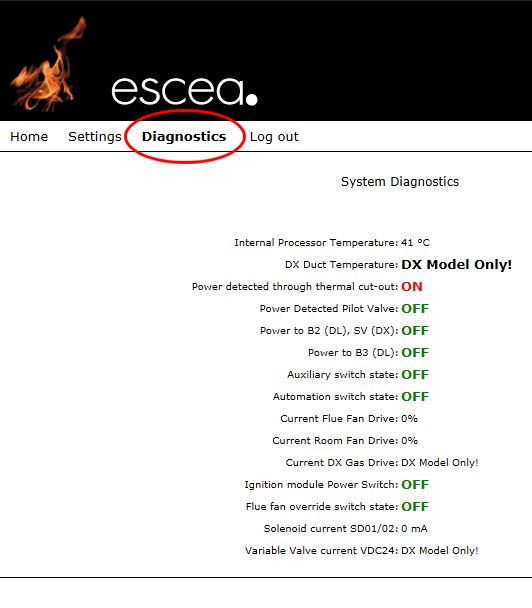 escea.
Home Settings Diagnostics Log out
System Diagnostics
Internal Processor Temperature: 41 °C
DX Duct Temperature: DX Model Only!
Power detected through thermal cut-out: ON
Power Detected Pilot Valve: OFF
Power to B2 (DL), SV (DX): OFF
Power to B3 (DL): OFF
Auxiliary switch state: OFF
Automation switch state: OFF
Current Flue Fan Drive: 0%
Current Room Fan Drive: 0%
Current DX Gas Drive: DX Model Only!
Ignition module Power Switch: OFF
Flue fan override switch state: OFF
Solenoid current SD01/02: 0 mA
Variable Valve current VDC24: DX Model Only!